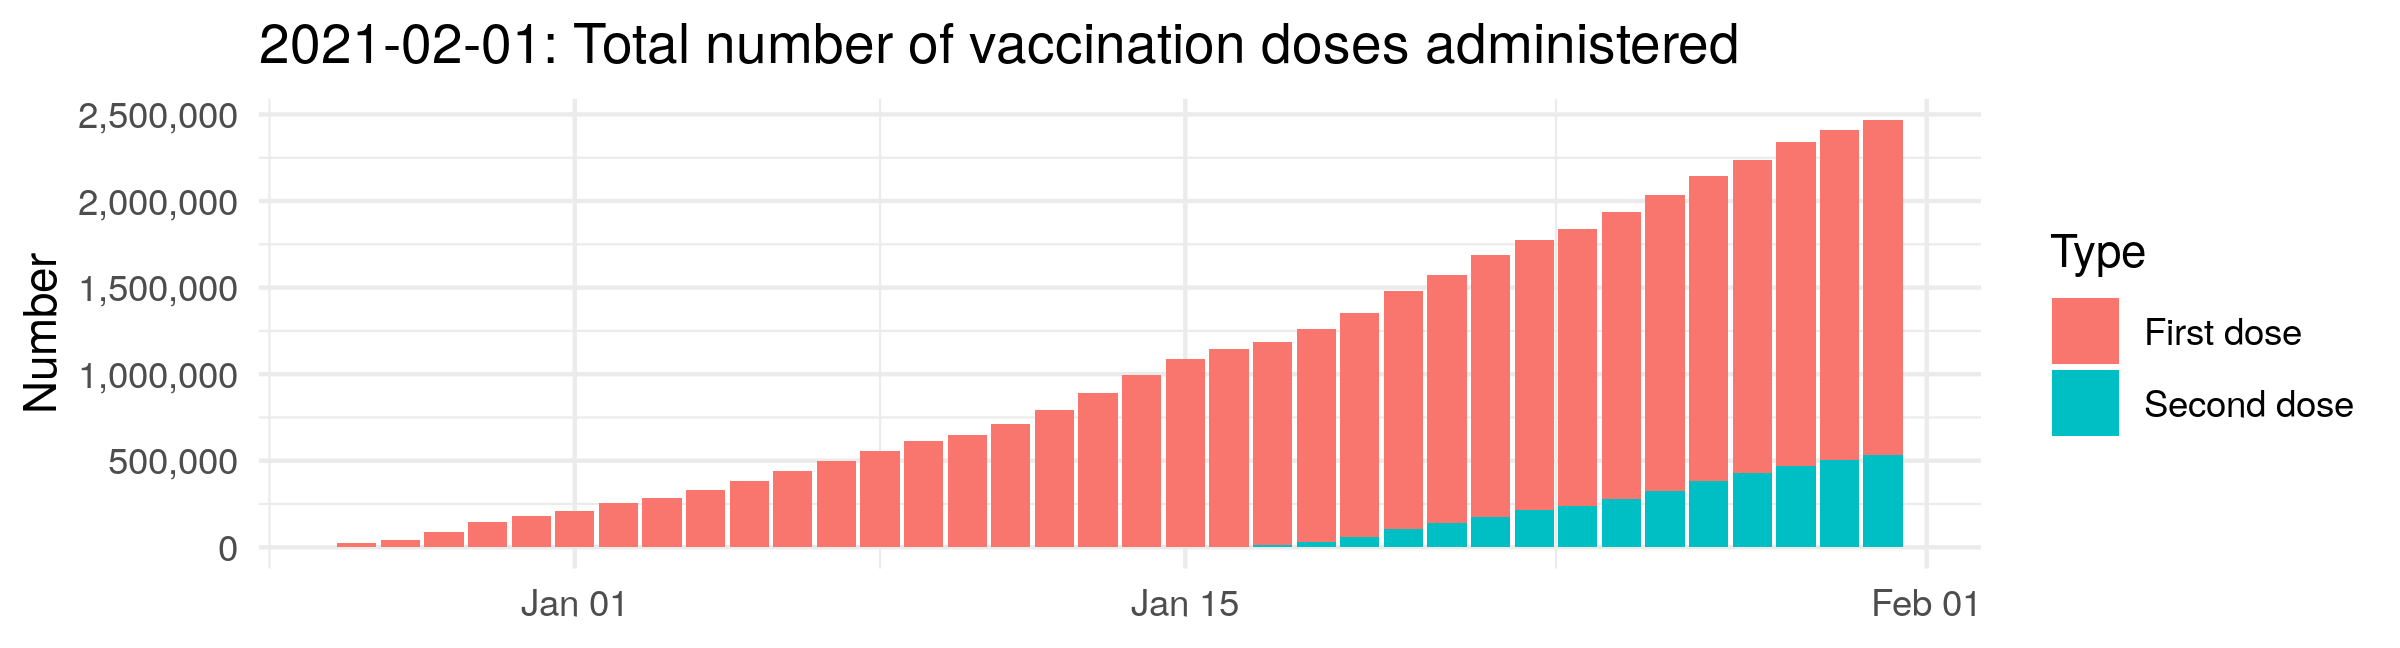 2021-02-01: Total number of vaccination doses administered
Number
2,500,000
2,000,000
1,500,000
1,000,000
500,000
0
Jan 01
Jan 15
Feb 01
Type
First dose
Second dose